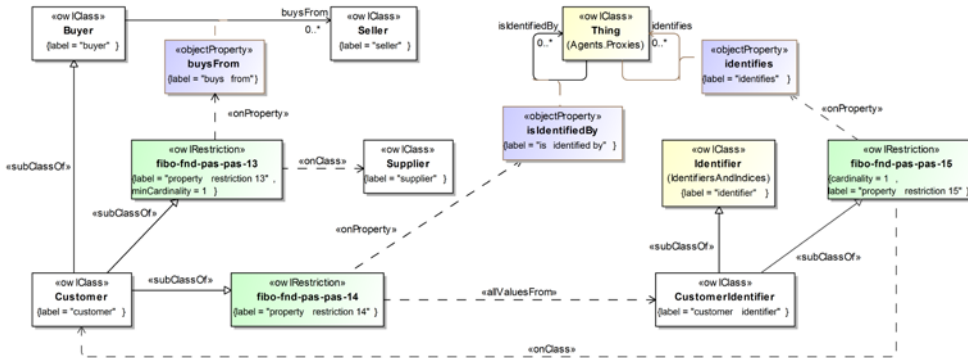 «owlClass»
Buyer
{label = "buyer" }
buysFrom
0..*
«owlClass»
Seller
{label = "seller" }
isIdentifiedBy
0..*
«owlClass»
Thing
(Agents.Proxies)
identifies
0..*
«objectProperty»
buysFrom
{label = "buys from"}
«objectProperty»
identifies
{label = "identifies" }
«onProperty»
«objectProperty»
isIdentifiedBy
{label = "is identified by"}
«onProperty»
«subClassOf»
«owlRestriction»
fibo-fnd-pas-pas-13
{label = "property restriction 13" ,
minCardinality = 1 }
«onClass»
«owlClass»
Supplier
{label = "supplier" }
«owlClass»
Identifier
(IdentifiersAndIndices)
{label = "identifier" }
«owlRestriction»
fibo-fnd-pas-pas-15
{cardinality = 1 ,
label = "property restriction 15"}
«subClassOf»
«onProperty»
«subClassOf»
«subClassOf»
«owlClass»
Customer
{label = "customer" }
«subClassOf»
«owlRestriction»
fibo-fnd-pas-pas-14
{label = "property restriction 14"}
«allValuesFrom»
«owlClass»
CustomerIdentifier
{label = "customer identifier" }
«onClass»